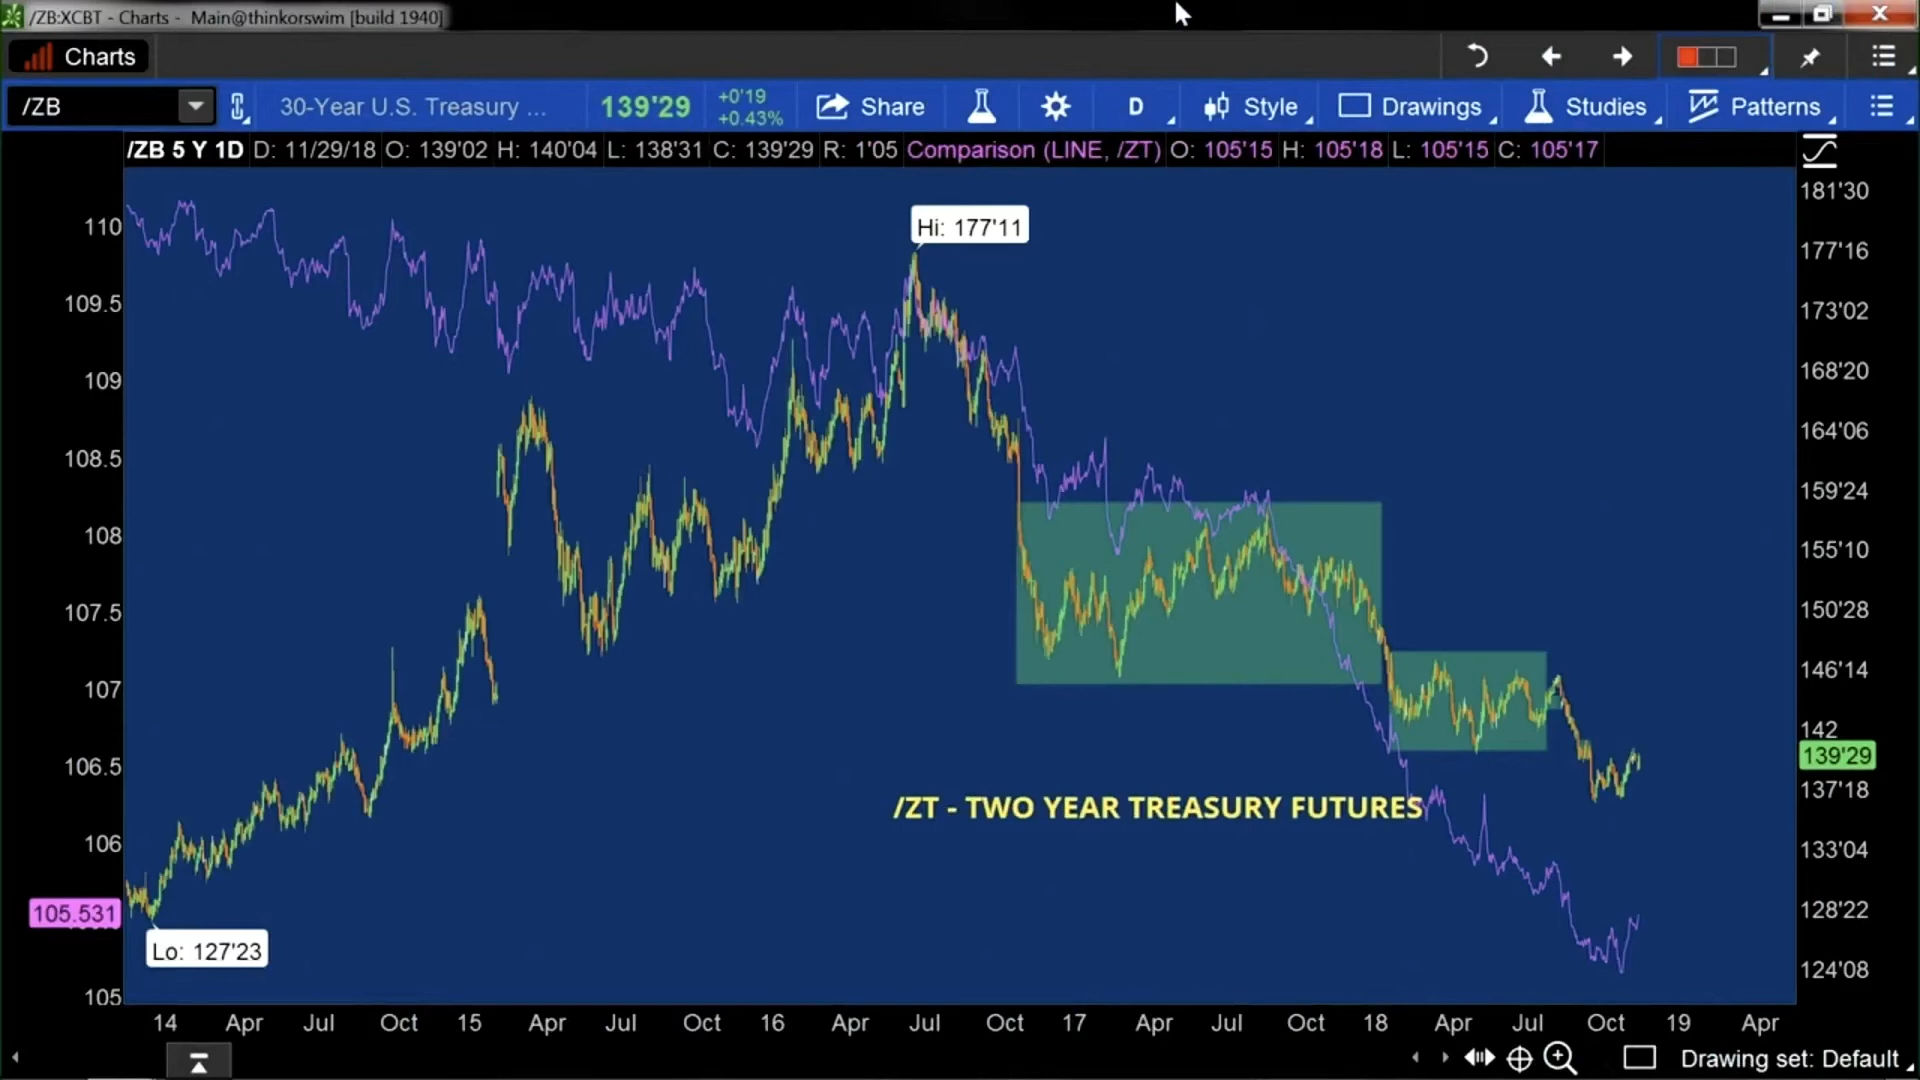 /ZB:XCBT - Charts - Main@thinkorswim [build 1940]
Charts
/ZB 30-Year U.S. Treasury ... 139'29 +0'19 +0.43% Share D Style Drawings Studies Patterns
/ZB 5 Y 1D D: 11/29/18 O: 139'02 H: 140'04 L: 138'31 C: 139'29 R: 1'05 Comparison (LINE, /ZT) O: 105'15 H: 105'18 L: 105'15 C: 105'17
181'30
110
Hi: 177'11
177'16
109.5
173'02
109
168'20
164'06
108.5
159'24
108
155'10
107.5
150'28
107
146'14
142
139'29
106.5
137'18
/ZT - TWO YEAR TREASURY FUTURES
106
133'04
105.531
128'22
Lo: 127'23
124'08
105
14 Apr Jul Oct 15 Apr Jul Oct 16 Apr Jul Oct 17 Apr Jul Oct 18 Apr Jul Oct 19 Apr
Drawing set: Default